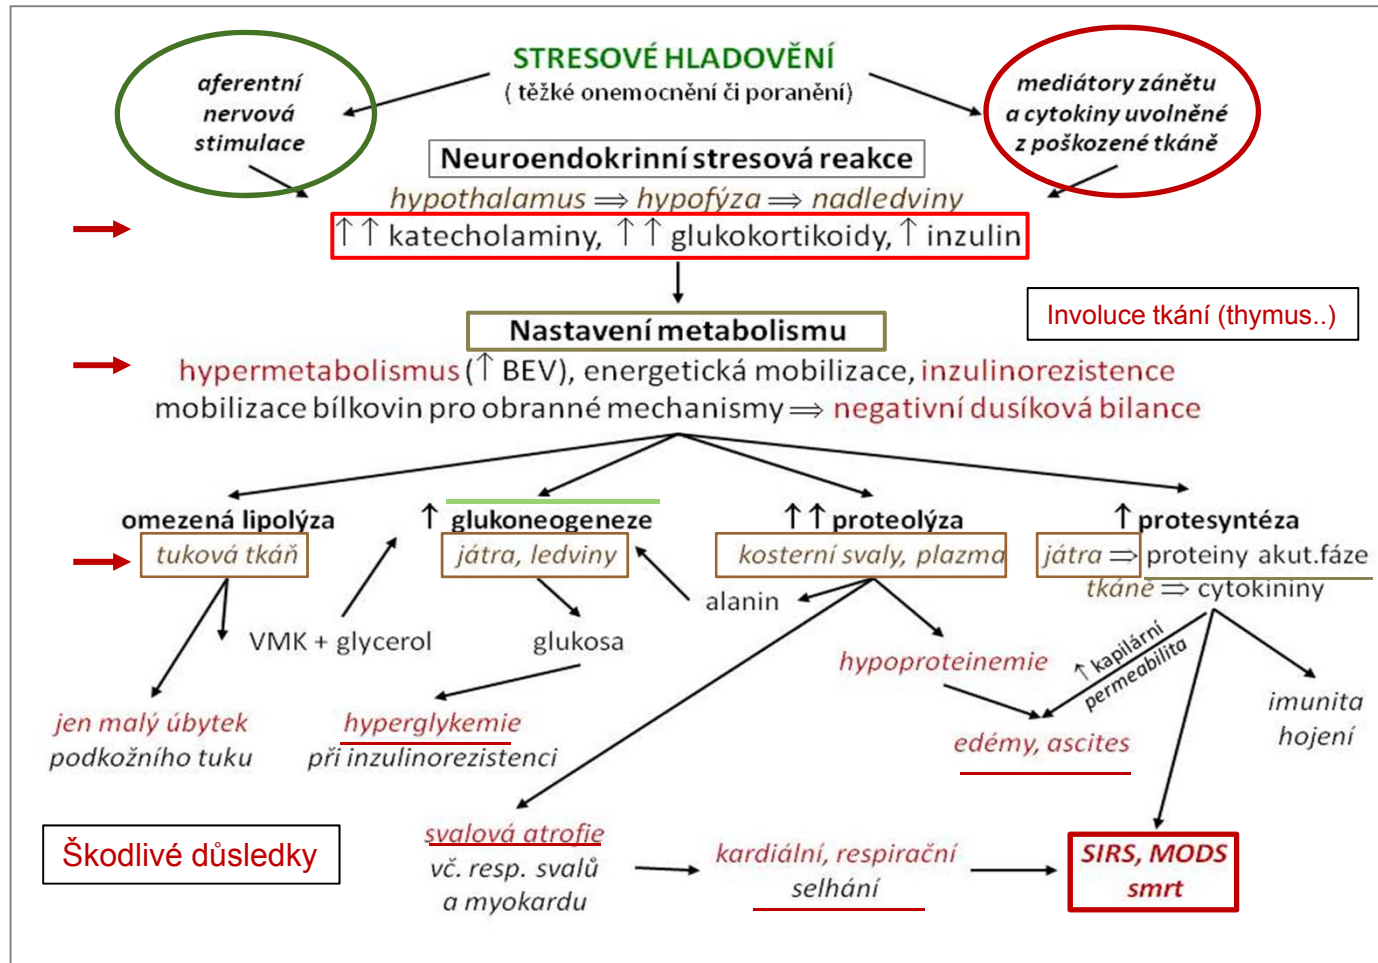 STRESOVÉ HLADOVĚNÍ
( těžké onemocnění či poranění)
aferentní
nervová
stimulace
mediátory zánětu
a cytokiny uvolněné
z poškozené tkáně
Neuroendokrinní stresová reakce
hypothalamus ⇒ hypofýza ⇒ nadledviny
↑↑ katecholaminy, ↑↑ glukokortikoidy, ↑ inzulin
Involuce tkání (thymus..)
Nastavení metabolismu
hypermetabolismus (↑ BEV), energetická mobilizace, inzulinorezistence
mobilizace bílkovin pro obranné mechanismy ⇒ negativní dusíková bilance
omezená lipolýza
tuková tkáň
↑ glukoneogeneze
játra, ledviny
↑↑ proteolýza
kosterní svaly, plazma
↑ protesyntéza
játra ⇒ proteiny akut.fáze
tkáně ⇒ cytokininy
VMK + glycerol
glukosa
alanin
hypoproteinemie
↑ kapilární
permeabilita
imunita
hojení
jen malý úbytek
podkožního tuku
hyperglykemie
při inzulinorezistenci
edémy, ascites
Škodlivé důsledky
svalová atrofie
vč. resp. svalů
a myokardu
kardiální, respirační
selhání
SIRS, MODS
smrt